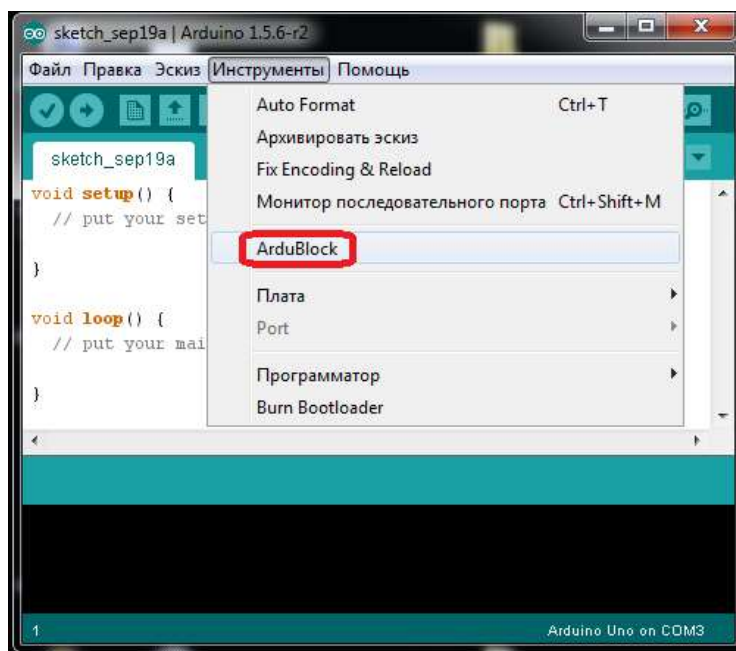 sketch_sep19a | Arduino 1.5.6-r2
Файл Правка Эскиз Инструменты Помощь
sketch_sep19a
void setup() {
// put your set
}
void loop() {
// put your mai
}
Auto Format Ctrl+T
Архивировать эскиз
Fix Encoding & Reload
Монитор последовательного порта Ctrl+Shift+M
ArduBlock
Плата
Port
Программатор
Burn Bootloader
1 Arduino Uno on COM3